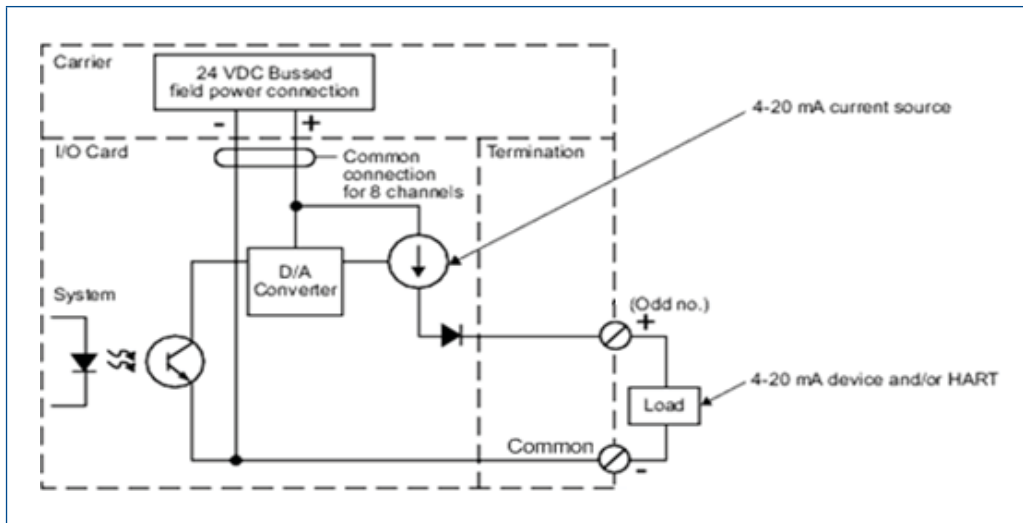 Carrier
24 VDC Bussed
field power connection
-
+
4-20 mA current source
I/O Card
Common
connection
for 8 channels
Termination
D/A
Converter
System
(Odd no.)
+
4-20 mA device and/or HART
Load
Common
-